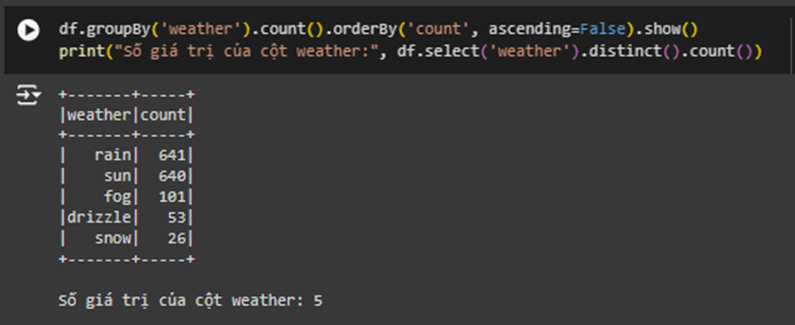 df.groupBy('weather').count().orderBy('count', ascending=False).show()
print("Số giá trị của cột weather:", df.select('weather').distinct().count())
+-------+-----+
|weather|count|
+-------+-----+
|   rain|  641|
|    sun|  640|
|    fog|  101|
|drizzle|   53|
|   snow|   26|
+-------+-----+
Số giá trị của cột weather: 5